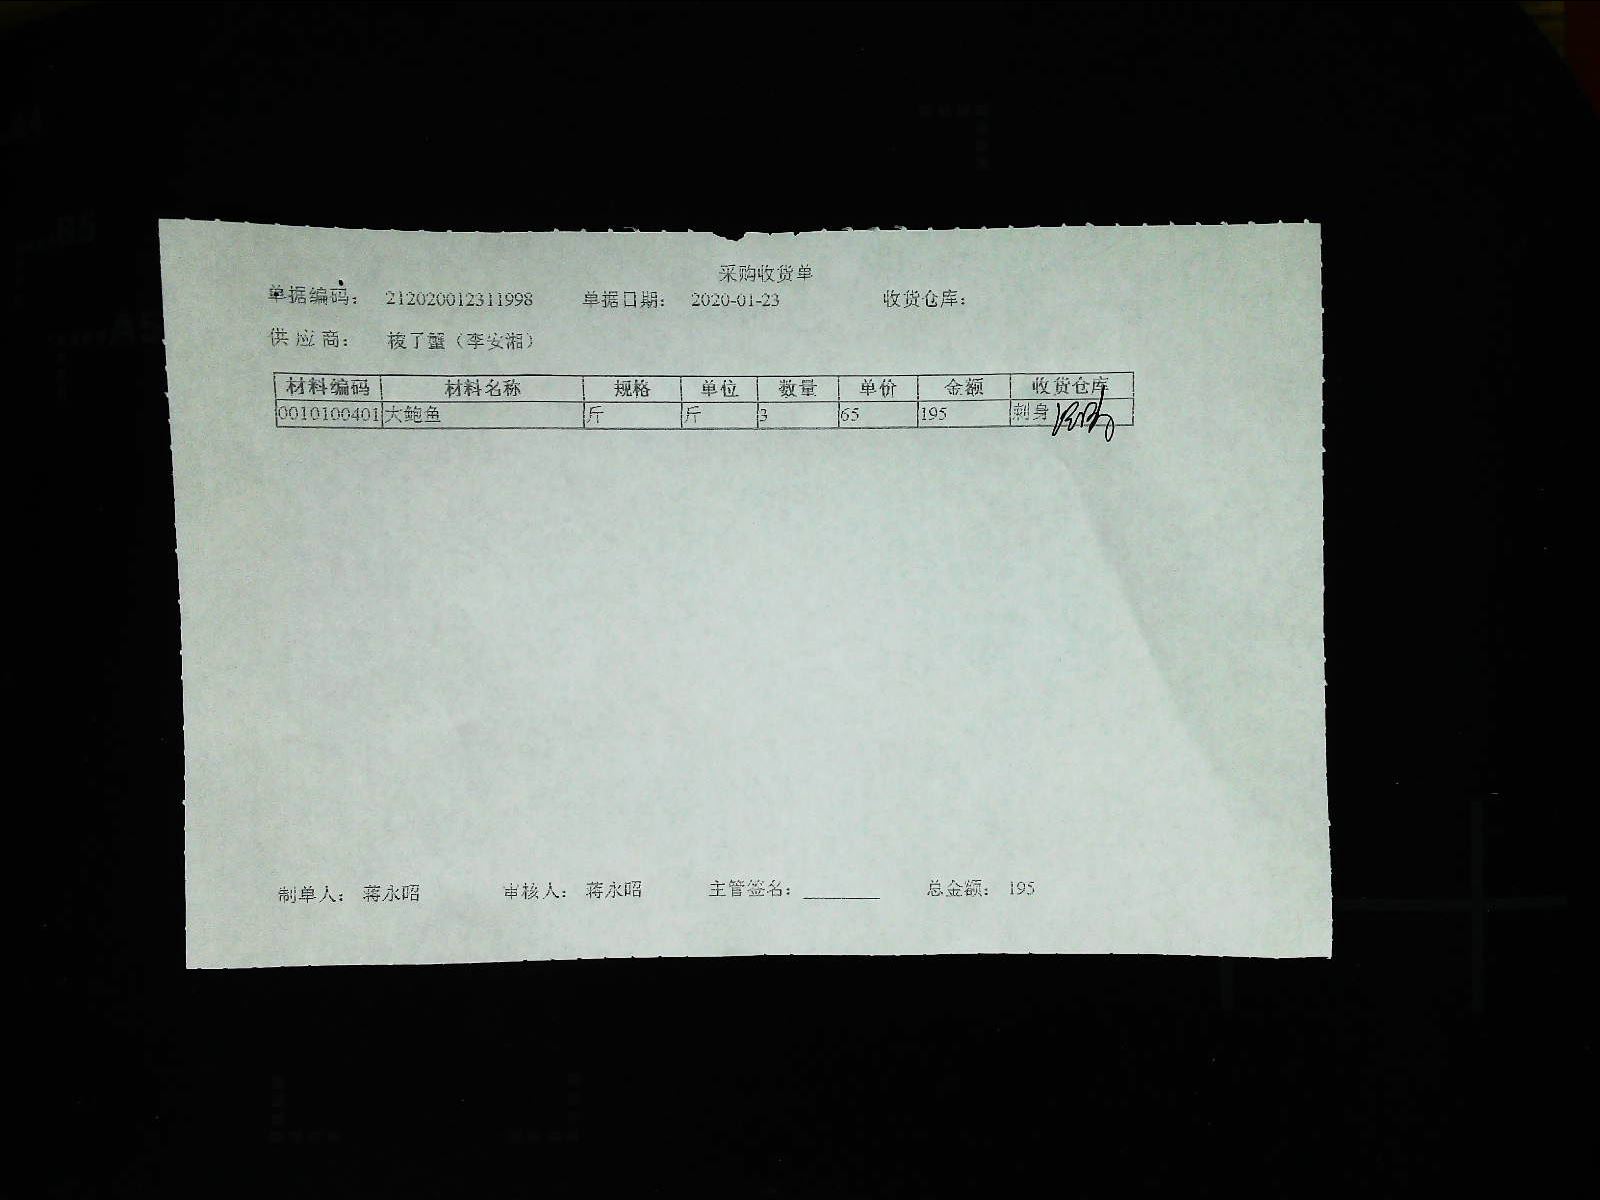 采购收货单
单据编码： 212020012311998 单据日期： 2020-01-23 收货仓库：
供应商： 梭子蟹（李安湘）
材料编码 材料名称 规格 单位 数量 单价 金额 收货仓库
0010100401 大鲍鱼 斤 斤 3 65 195 刺身
制单人： 蒋永昭 审核人： 蒋永昭 主管签名： ________ 总金额： 195